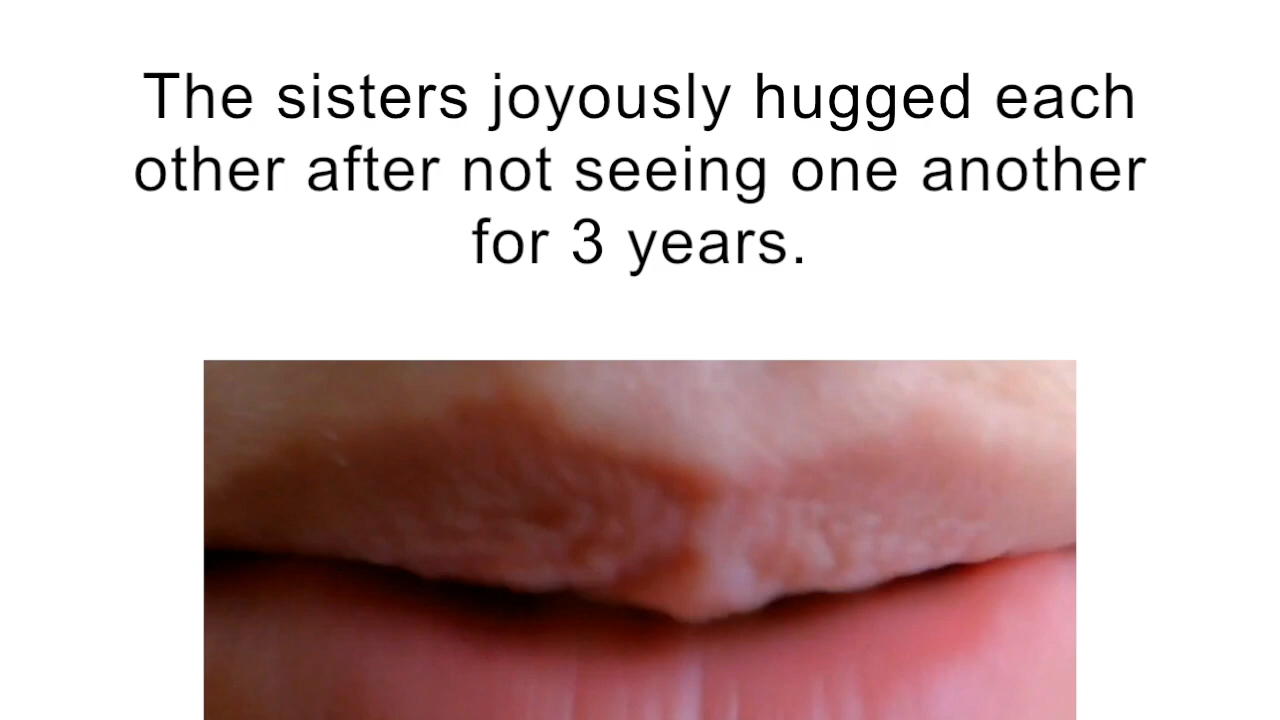 The sisters joyously hugged each
other after not seeing one another
for 3 years.